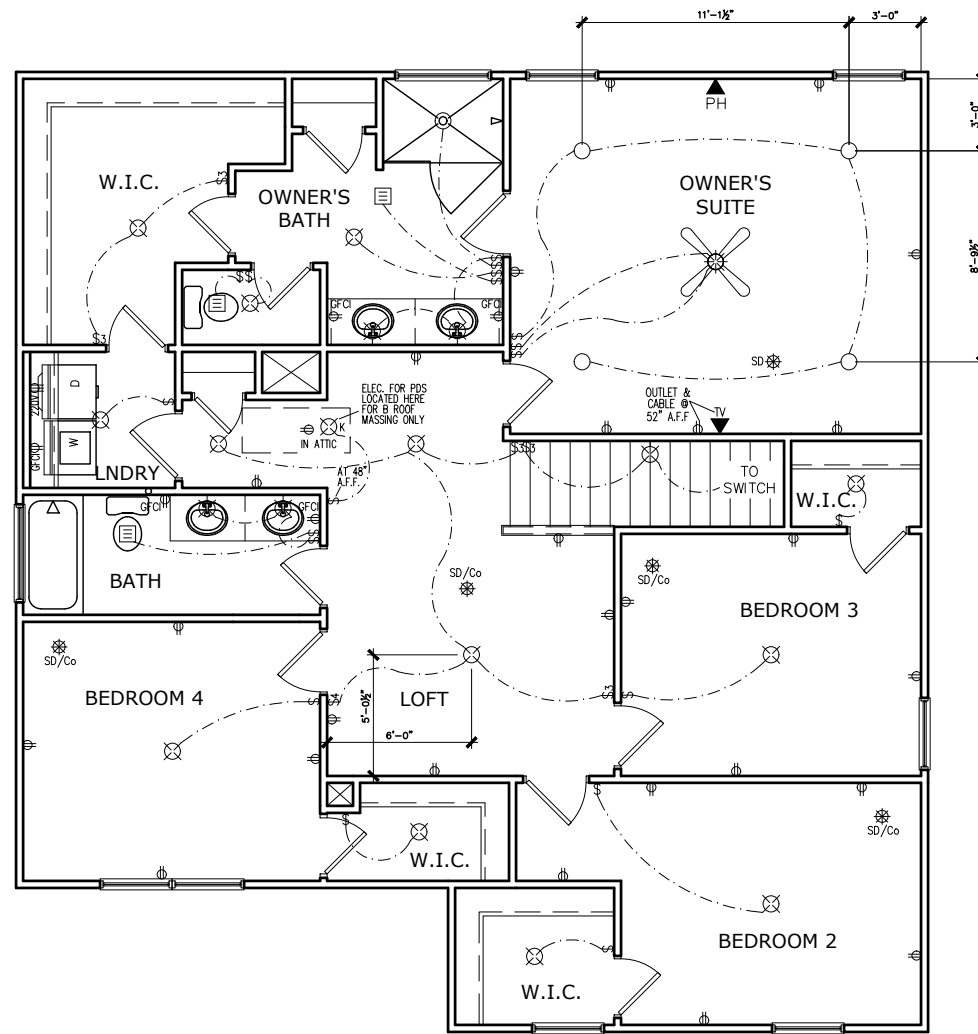 11'-1½"
3'-0"
PH
3'-0"
W.I.C.
$3
OWNER'S
BATH
OWNER'S
SUITE
8'-9½"
$$
$$$$
GFCI
GFCI
$3
$$$
SD
D
220V
$
ELEC. FOR PDS
LOCATED HERE
FOR B ROOF
MASSING ONLY
K
IN ATTIC
OUTLET &
CABLE @
52" A.F.F
TV
W
GFCI
LNDRY
AT 48"
A.F.F.
$
$3$3
TO
SWITCH
W.I.C.
$
GFCI
GFCI
$$
BATH
SD/Co
SD/Co
BEDROOM 3
SD/Co
BEDROOM 4
$
$4
5'-0½"
LOFT
$3
$
6'-0"
$
$
SD/Co
W.I.C.
BEDROOM 2
$
W.I.C.